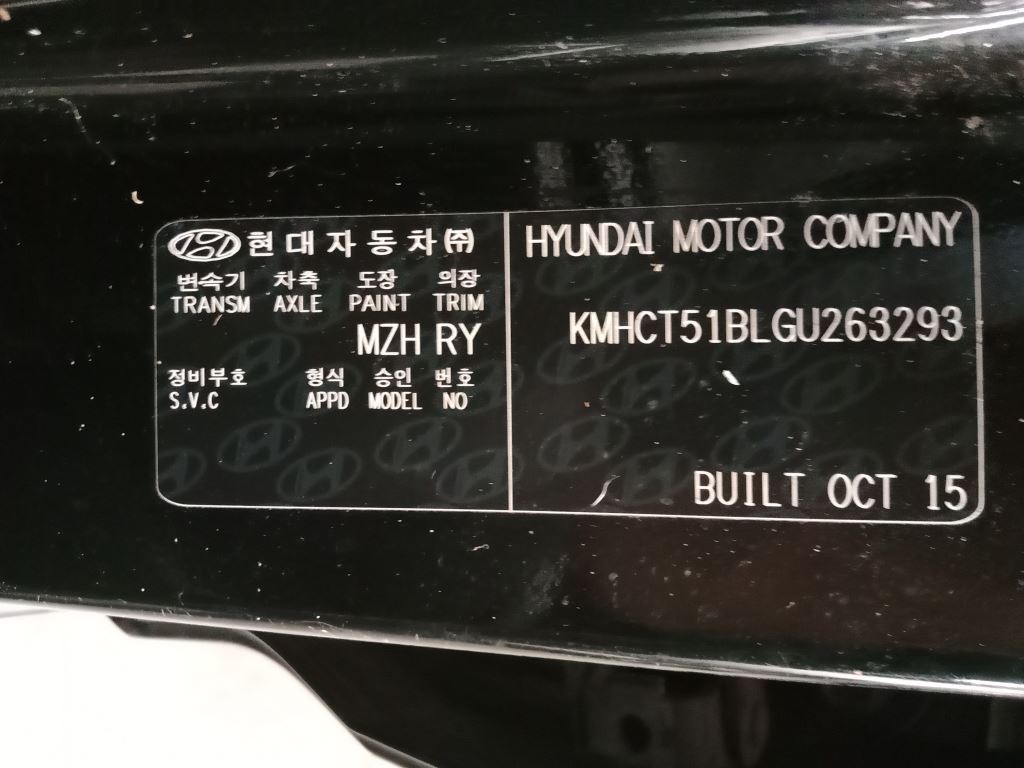 현대자동차㈜
변속기 차축 도장 의장
TRANSM AXLE PAINT TRIM
MZH RY
정비부호 형식 승인 번호
S.V.C APPD MODEL NO
HYUNDAI MOTOR COMPANY
KMHCT51BLGU263293
BUILT OCT 15